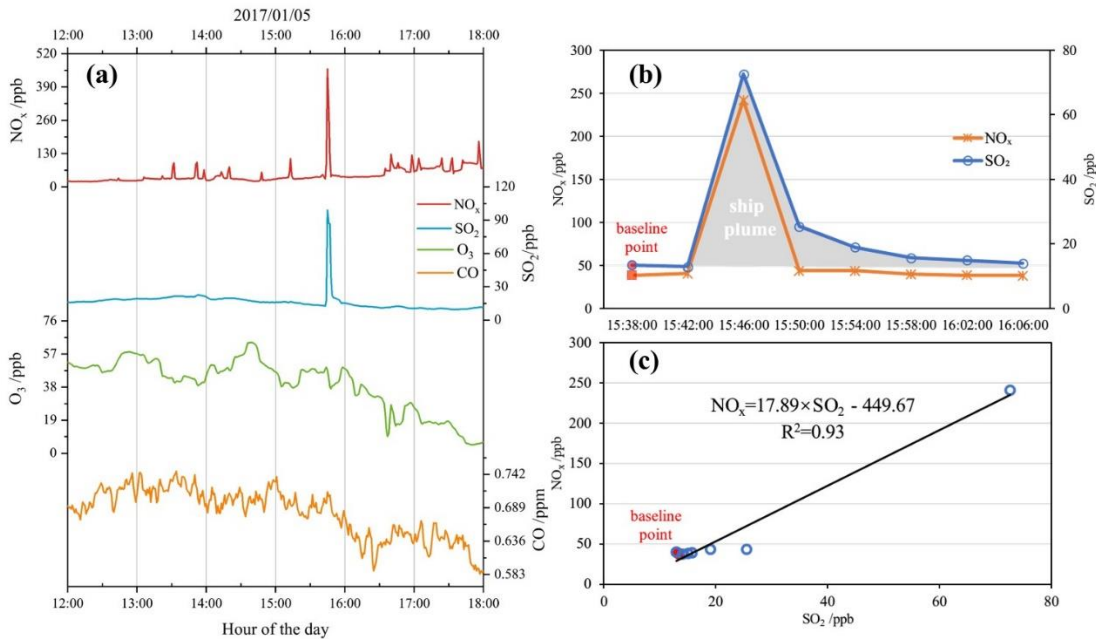 2017/01/05
12:00 13:00 14:00 15:00 16:00 17:00 18:00
(a)
NOx /ppb
520
390
260
130
0
NOx
SO2
O3
CO
120
90
60
30
0
SO2/ppb
76
57
38
19
0
O3 /ppb
0.742
0.689
0.636
0.583
CO /ppm
12:00 13:00 14:00 15:00 16:00 17:00 18:00
Hour of the day
(b)
300
250
200
150
100
50
0
NOx/ppb
80
60
40
20
0
SO2/ppb
NOx
SO2
ship
plume
baseline
point
15:38:00 15:42:00 15:46:00 15:50:00 15:54:00 15:58:00 16:02:00 16:06:00
(c)
300
250
200
150
100
50
0
NOx/ppb
NOx=17.89×SO2 - 449.67
R2=0.93
baseline
point
0 20 40 60 80
SO2 /ppb